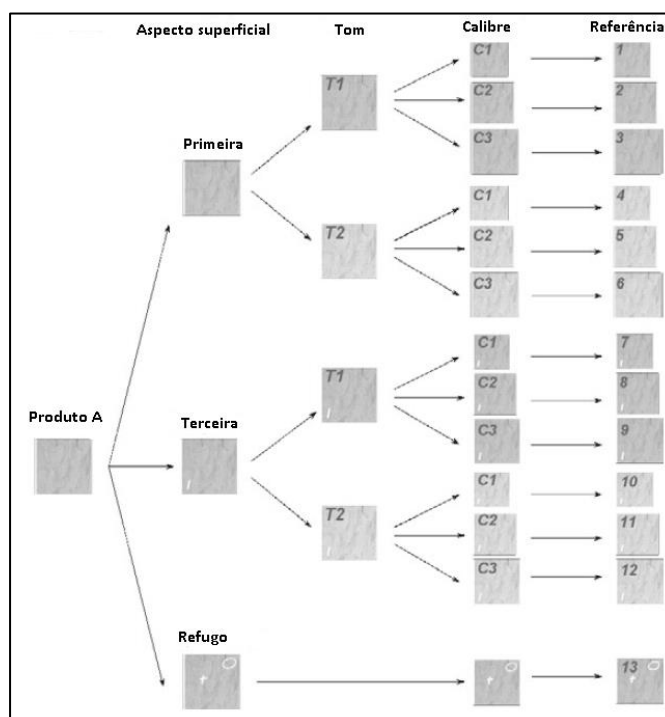 Aspecto superficial Tom Calibre Referência
C1 1
T1 C2 2
C3 3
Primeira
C1 4
T2 C2 5
C3 6
C1 7
T1 C2 8
C3 9
Produto A Terceira
C1 10
T2 C2 11
C3 12
Refugo
13